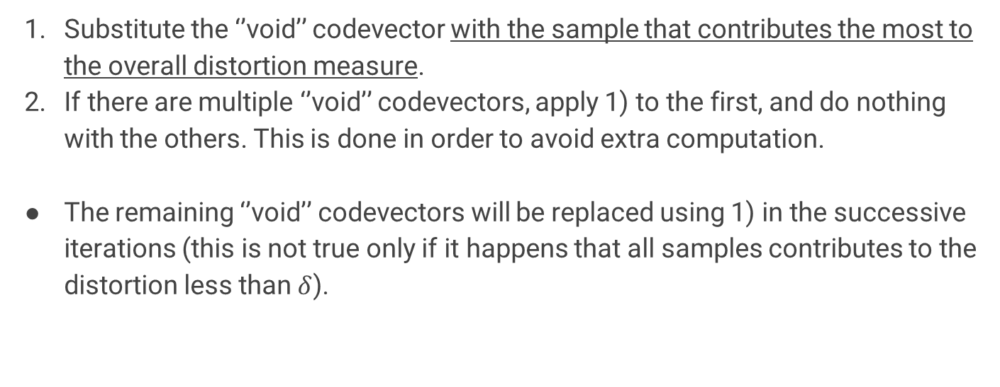 1. Substitute the ‘’void’’ codevector with the sample that contributes the most to
the overall distortion measure.
2. If there are multiple ‘’void’’ codevectors, apply 1) to the first, and do nothing
with the others. This is done in order to avoid extra computation.
● The remaining ‘’void’’ codevectors will be replaced using 1) in the successive
iterations (this is not true only if it happens that all samples contributes to the
distortion less than 𝛿).